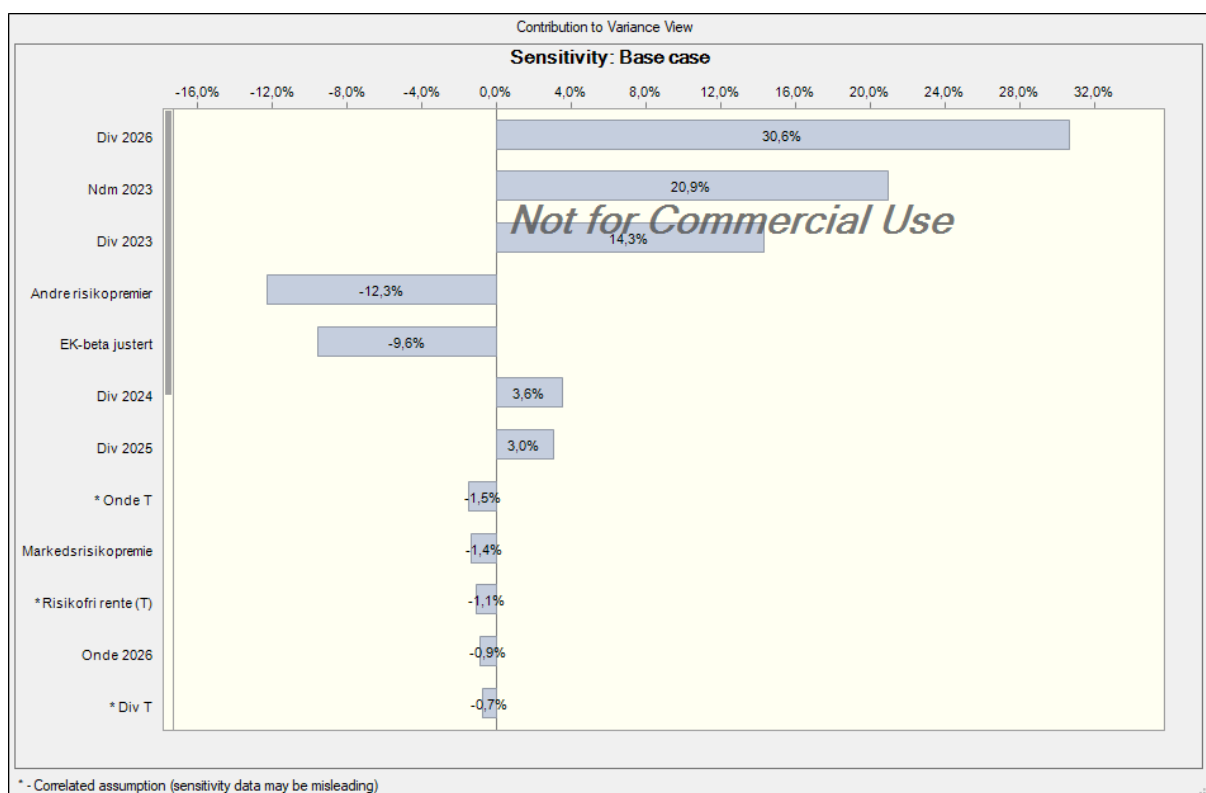 Contribution to Variance View
Sensitivity: Base case
-16,0% -12,0% -8,0% -4,0% 0,0% 4,0% 8,0% 12,0% 16,0% 20,0% 24,0% 28,0% 32,0%
Div 2026 30,6%
Ndm 2023 20,9%
Not for Commercial Use
Div 2023 14,3%
Andre risikopremier -12,3%
EK-beta justert -9,6%
Div 2024 3,6%
Div 2025 3,0%
* Onde T -1,5%
Markedsrisikopremie -1,4%
* Risikofri rente (T) -1,1%
Onde 2026 -0,9%
* Div T -0,7%
* - Correlated assumption (sensitivity data may be misleading)